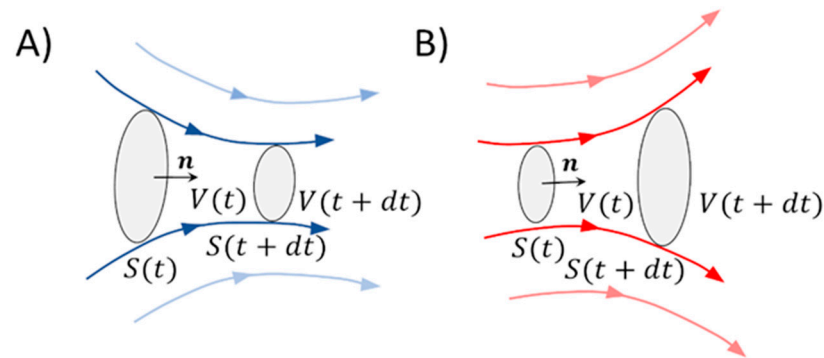 A)
n
V(t)
V(t + dt)
S(t)
S(t + dt)
B)
n
V(t)
V(t + dt)
S(t)
S(t + dt)